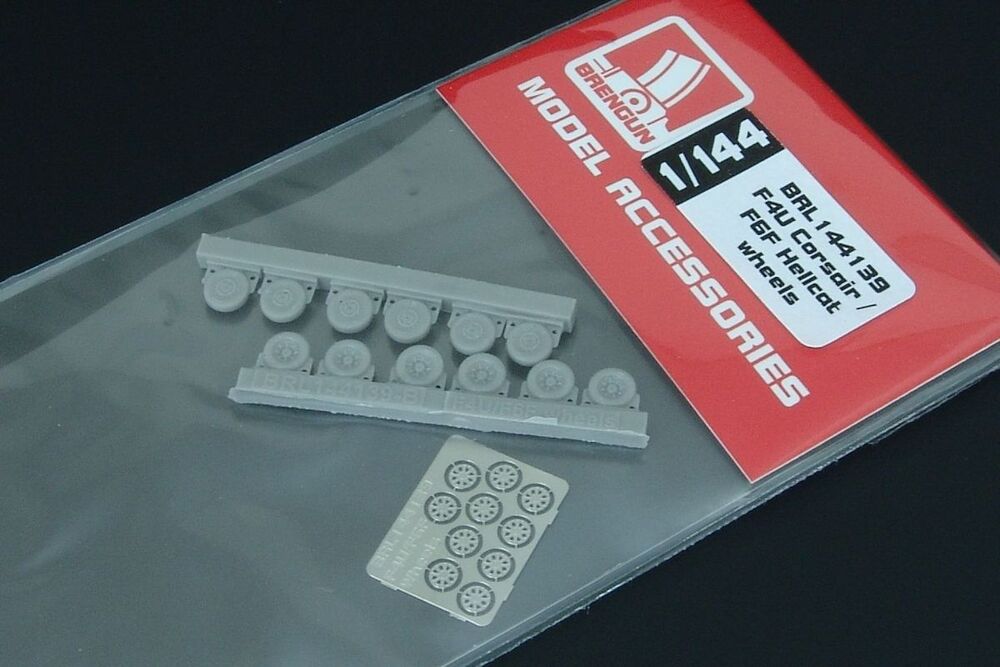 BRENGUN
MODEL ACCESSORIES
1/144
BRL144139
F4U Corsair /
F6F Hellcat
wheels